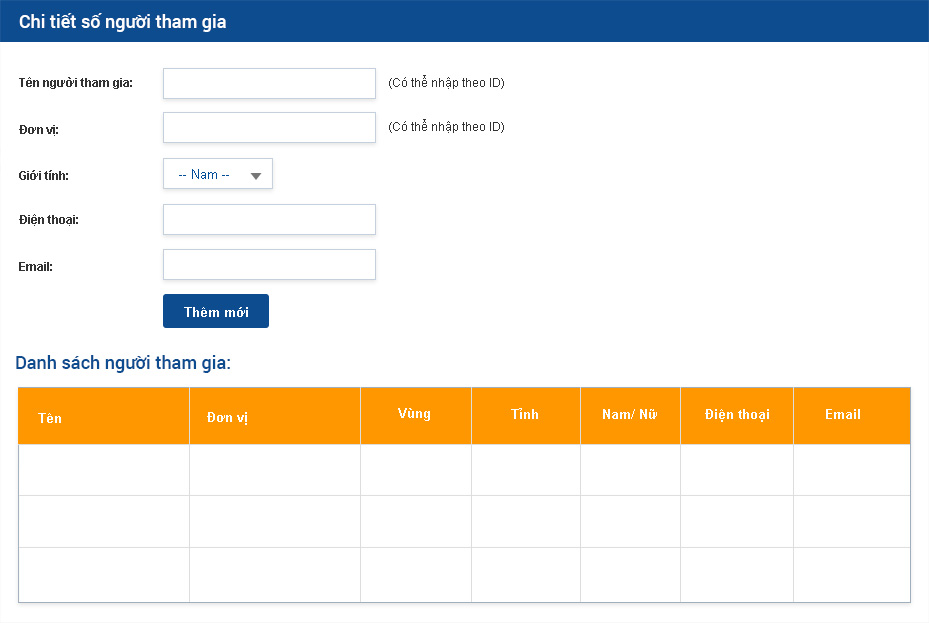 Chi tiết số người tham gia
Tên người tham gia: (Có thể nhập theo ID)
Đơn vị: (Có thể nhập theo ID)
Giới tính: -- Nam --
Điện thoại:
Email:
Thêm mới
Danh sách người tham gia:
Tên Đơn vị Vùng Tỉnh Nam/ Nữ Điện thoại Email